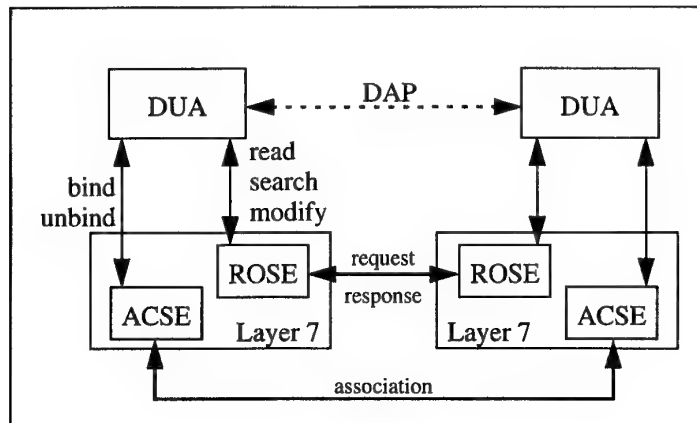 DUA
DAP
DUA
bind
unbind
read
search
modify
ROSE
request
response
ROSE
ACSE
Layer 7
ACSE
Layer 7
association